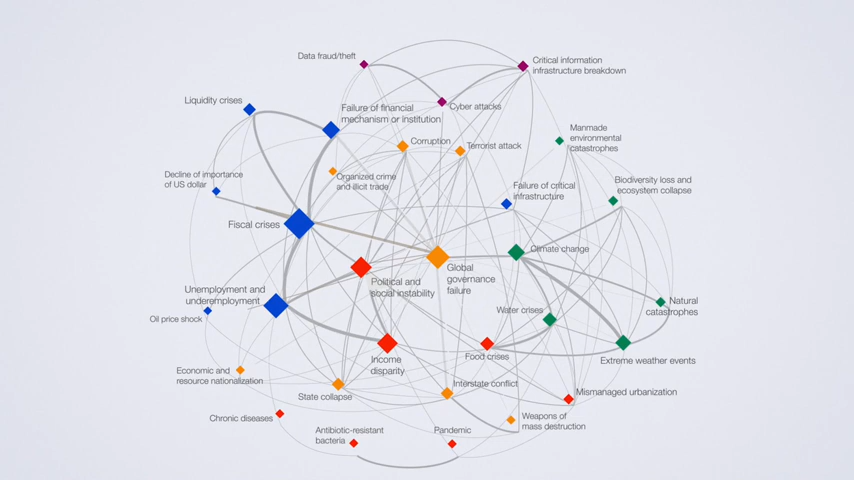 Data fraud/theft
Critical information
infrastructure breakdown
Liquidity crises
Failure of financial
mechanism or institution
Cyber attacks
Manmade
environmental
catastrophes
Corruption
Terrorist attack
Decline of importance
of US dollar
Organized crime
and illicit trade
Failure of critical
infrastructure
Biodiversity loss and
ecosystem collapse
Fiscal crises
Climate change
Global
governance
failure
Political and
social instability
Unemployment and
underemployment
Oil price shock
Water crises
Natural
catastrophes
Income
disparity
Food crises
Extreme weather events
Economic and
resource nationalization
State collapse
Interstate conflict
Mismanaged urbanization
Chronic diseases
Weapons of
mass destruction
Antibiotic-resistant
bacteria
Pandemic